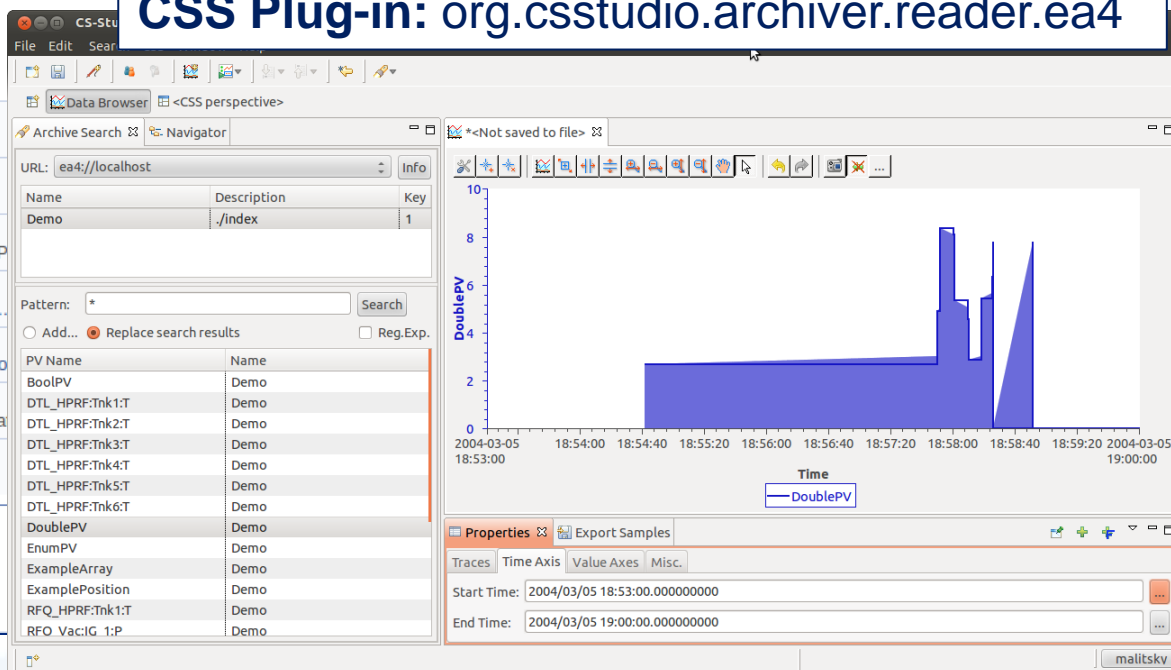 CSS Plug-in: org.csstudio.archiver.reader.ea4
File Edit
Data Browser <CSS perspective>
Archive Search Navigator
URL: ea4://localhost Info
Name Description Key
Demo ./index 1
Pattern: * Search
Add... Replace search results Reg.Exp.
PV Name Name
BoolPV Demo
DTL_HPRF:Tnk1:T Demo
DTL_HPRF:Tnk2:T Demo
DTL_HPRF:Tnk3:T Demo
DTL_HPRF:Tnk4:T Demo
DTL_HPRF:Tnk5:T Demo
DTL_HPRF:Tnk6:T Demo
DoublePV Demo
EnumPV Demo
ExampleArray Demo
ExamplePosition Demo
RFQ_HPRF:Tnk1:T Demo
RFQ_Vac:IG_1:P Demo
*<Not saved to file>
...
10
8
6
4
2
0
DoublePV
2004-03-05 18:54:00 18:54:40 18:55:20 18:56:00 18:56:40 18:57:20 18:58:00 18:58:40 18:59:20 2004-03-05
18:53:00 19:00:00
Time
DoublePV
Properties Export Samples
Traces Time Axis Value Axes Misc.
Start Time: 2004/03/05 18:53:00.000000000 ...
End Time: 2004/03/05 19:00:00.000000000 ...
malitsky